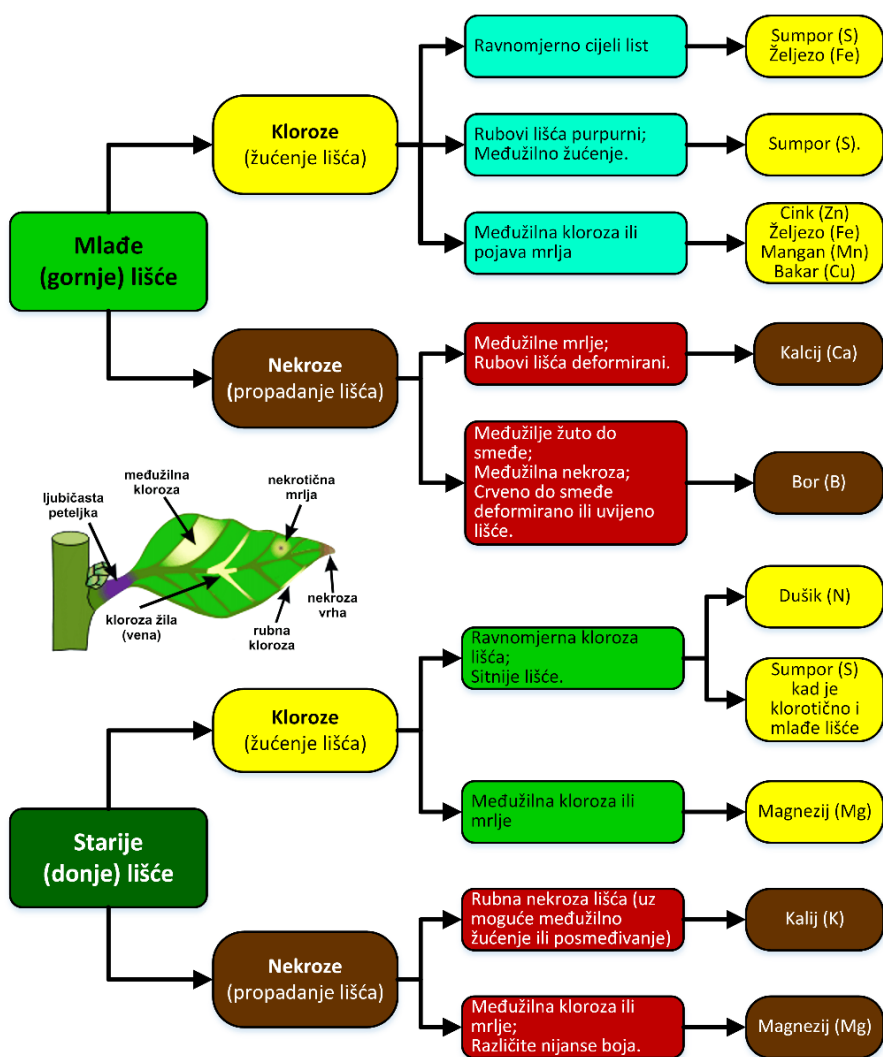 Mlađe
(gornje) lišće
Kloroze
(žućenje lišća)
Ravnomjerno cijeli list
Sumpor (S)
Željezo (Fe)
Rubovi lišća purpurni;
Međužilno žućenje.
Sumpor (S).
Međužilna kloroza ili
pojava mrlja
Cink (Zn)
Željezo (Fe)
Mangan (Mn)
Bakar (Cu)
Nekroze
(propadanje lišća)
Međužilne mrlje;
Rubovi lišća deformirani.
Kalcij (Ca)
Međužilje žuto do
smeđe;
Međužilna nekroza;
Crveno do smeđe
deformirano ili uvijeno
lišće.
Bor (B)
ljubičasta
peteljka
međužilna
kloroza
nekrotična
mrlja
kloroza žila
(vena)
rubna
kloroza
nekroza
vrha
Starije
(donje) lišće
Kloroze
(žućenje lišća)
Ravnomjerna kloroza
lišća;
Sitnije lišće.
Dušik (N)
Sumpor (S)
kad je
klorotično i
mlađe lišće
Međužilna kloroza ili
mrlje
Magnezij (Mg)
Nekroze
(propadanje lišća)
Rubna nekroza lišća (uz
moguće međužilno
žućenje ili posmeđivanje)
Kalij (K)
Međužilna kloroza ili
mrlje;
Različite nijanse boja.
Magnezij (Mg)